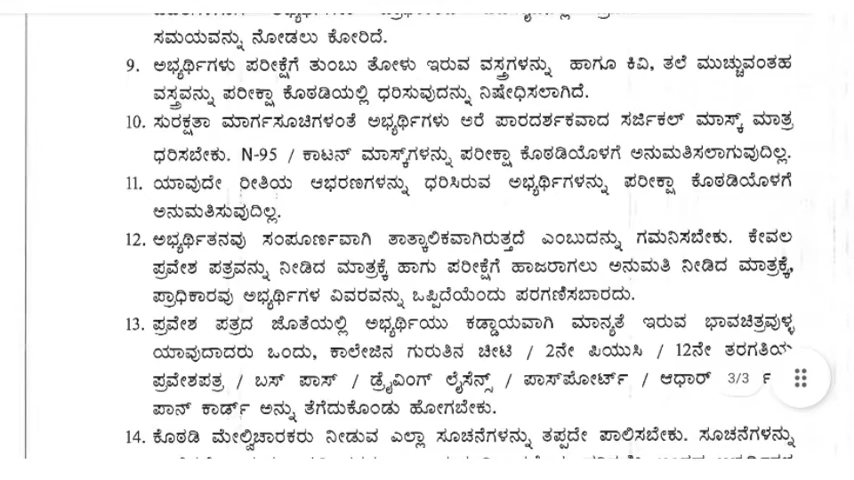 ಸಮಯವನ್ನು ನೋಡಲು ಕೋರಿದೆ.
9. ಅಭ್ಯರ್ಥಿಗಳು ಪರೀಕ್ಷೆಗೆ ತುಂಬು ತೋಳು ಇರುವ ವಸ್ತ್ರಗಳನ್ನು ಹಾಗೂ ಕಿವಿ, ತಲೆ ಮುಚ್ಚುವಂತಹ
ವಸ್ತ್ರವನ್ನು ಪರೀಕ್ಷಾ ಕೊಠಡಿಯಲ್ಲಿ ಧರಿಸುವುದನ್ನು ನಿಷೇಧಿಸಲಾಗಿದೆ.
10. ಸುರಕ್ಷತಾ ಮಾರ್ಗಸೂಚಿಗಳಂತೆ ಅಭ್ಯರ್ಥಿಗಳು ಅರೆ ಪಾರದರ್ಶಕವಾದ ಸರ್ಜಿಕಲ್ ಮಾಸ್ಕ್ ಮಾತ್ರ
ಧರಿಸಬೇಕು. N-95 / ಕಾಟನ್ ಮಾಸ್ಕ್‌ಗಳನ್ನು ಪರೀಕ್ಷಾ ಕೊಠಡಿಯೊಳಗೆ ಅನುಮತಿಸಲಾಗುವುದಿಲ್ಲ.
11. ಯಾವುದೇ ರೀತಿಯ ಆಭರಣಗಳನ್ನು ಧರಿಸಿರುವ ಅಭ್ಯರ್ಥಿಗಳನ್ನು ಪರೀಕ್ಷಾ ಕೊಠಡಿಯೊಳಗೆ
ಅನುಮತಿಸುವುದಿಲ್ಲ.
12. ಅಭ್ಯರ್ಥಿತನವು ಸಂಪೂರ್ಣವಾಗಿ ತಾತ್ಕಾಲಿಕವಾಗಿರುತ್ತದೆ ಎಂಬುದನ್ನು ಗಮನಿಸಬೇಕು. ಕೇವಲ
ಪ್ರವೇಶ ಪತ್ರವನ್ನು ನೀಡಿದ ಮಾತ್ರಕ್ಕೆ ಹಾಗು ಪರೀಕ್ಷೆಗೆ ಹಾಜರಾಗಲು ಅನುಮತಿ ನೀಡಿದ ಮಾತ್ರಕ್ಕೆ,
ಪ್ರಾಧಿಕಾರವು ಅಭ್ಯರ್ಥಿಗಳ ವಿವರವನ್ನು ಒಪ್ಪಿದೆಯೆಂದು ಪರಗಣಿಸಬಾರದು.
13. ಪ್ರವೇಶ ಪತ್ರದ ಜೊತೆಯಲ್ಲಿ ಅಭ್ಯರ್ಥಿಯು ಕಡ್ಡಾಯವಾಗಿ ಮಾನ್ಯತೆ ಇರುವ ಭಾವಚಿತ್ರವುಳ್ಳ
ಯಾವುದಾದರು ಒಂದು, ಕಾಲೇಜಿನ ಗುರುತಿನ ಚೀಟಿ / 2ನೇ ಪಿಯುಸಿ / 12ನೇ ತರಗತಿಯ
ಪ್ರವೇಶಪತ್ರ / ಬಸ್ ಪಾಸ್ / ಡ್ರೈವಿಂಗ್ ಲೈಸೆನ್ಸ್ / ಪಾಸ್‌ಪೋರ್ಟ್ / ಆಧಾರ್ 3/3
ಪಾನ್ ಕಾರ್ಡ್ ಅನ್ನು ತೆಗೆದುಕೊಂಡು ಹೋಗಬೇಕು.
14. ಕೊಠಡಿ ಮೇಲ್ವಿಚಾರಕರು ನೀಡುವ ಎಲ್ಲಾ ಸೂಚನೆಗಳನ್ನು ತಪ್ಪದೇ ಪಾಲಿಸಬೇಕು. ಸೂಚನೆಗಳನ್ನು